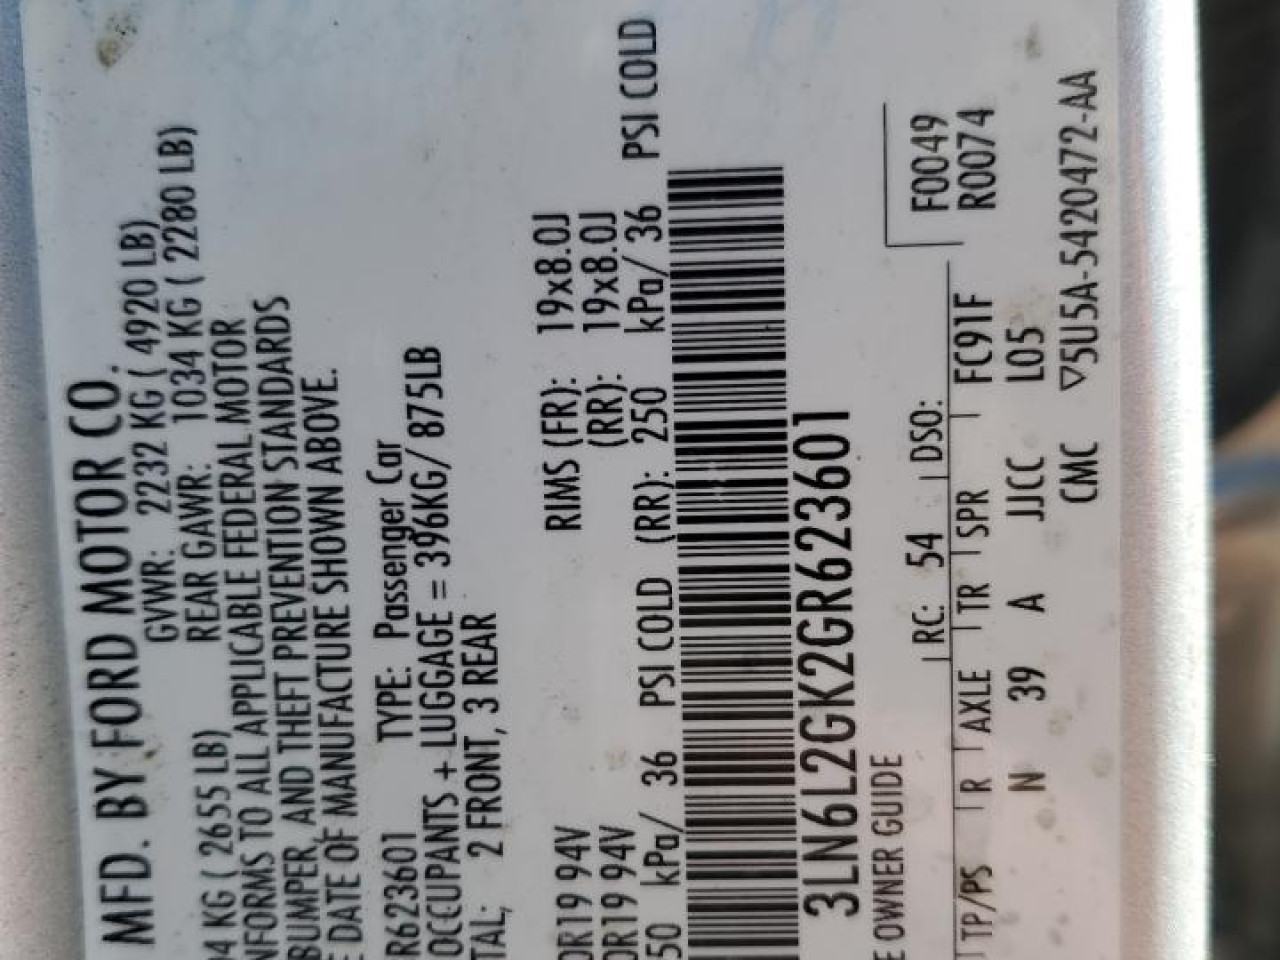 MFD. BY FORD MOTOR CO.
GVWR: 2232 KG ( 4920 LB)
94 KG ( 2655 LB) REAR GAWR: 1034 KG ( 2280 LB)
NFORMS TO ALL APPLICABLE FEDERAL MOTOR
BUMPER, AND THEFT PREVENTION STANDARDS
E DATE OF MANUFACTURE SHOWN ABOVE.
R623601 TYPE: Passenger Car
OCCUPANTS + LUGGAGE = 396KG/ 875LB
TAL; 2 FRONT, 3 REAR
0R19 94V RIMS (FR): 19x8.0J
0R19 94V (RR): 19x8.0J
50 kPa/ 36 PSI COLD (RR): 250 kPa/ 36 PSI COLD
3LN6L2GK2GR623601
E OWNER GUIDE
RC: 54 DSO:
F0049
R0074
TP/PS R AXLE TR SPR FC91F
N 39 A JJCC L05
CMC ▽5U5A-5420472-AA